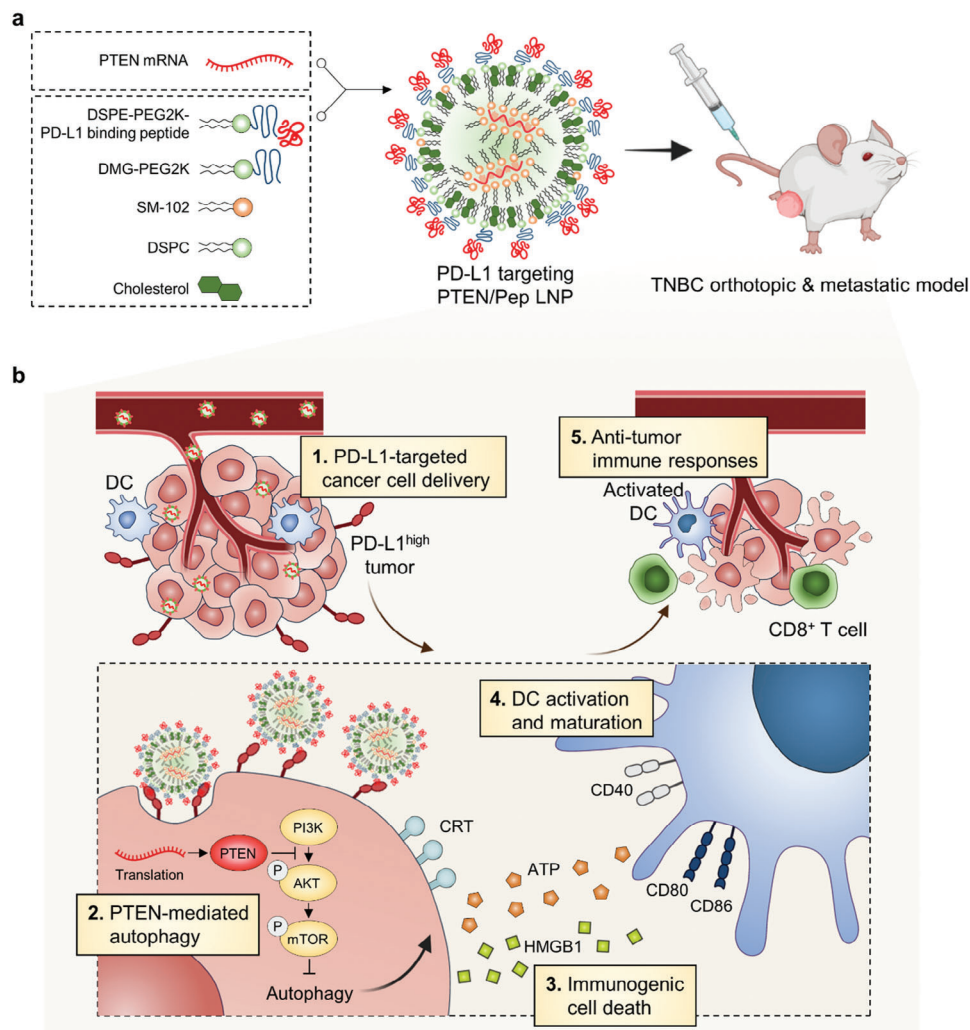 a
PTEN mRNA
DSPE-PEG2K-
PD-L1 binding peptide
DMG-PEG2K
SM-102
DSPC
Cholesterol
PD-L1 targeting
PTEN/Pep LNP
TNBC orthotopic & metastatic model
b
1. PD-L1-targeted
cancer cell delivery
DC
PD-L1high
tumor
5. Anti-tumor
immune responses
Activated
DC
CD8+ T cell
4. DC activation
and maturation
CD40
CD80
CD86
PI3K
PTEN
Translation
P
AKT
P
mTOR
Autophagy
2. PTEN-mediated
autophagy
CRT
ATP
HMGB1
3. Immunogenic
cell death